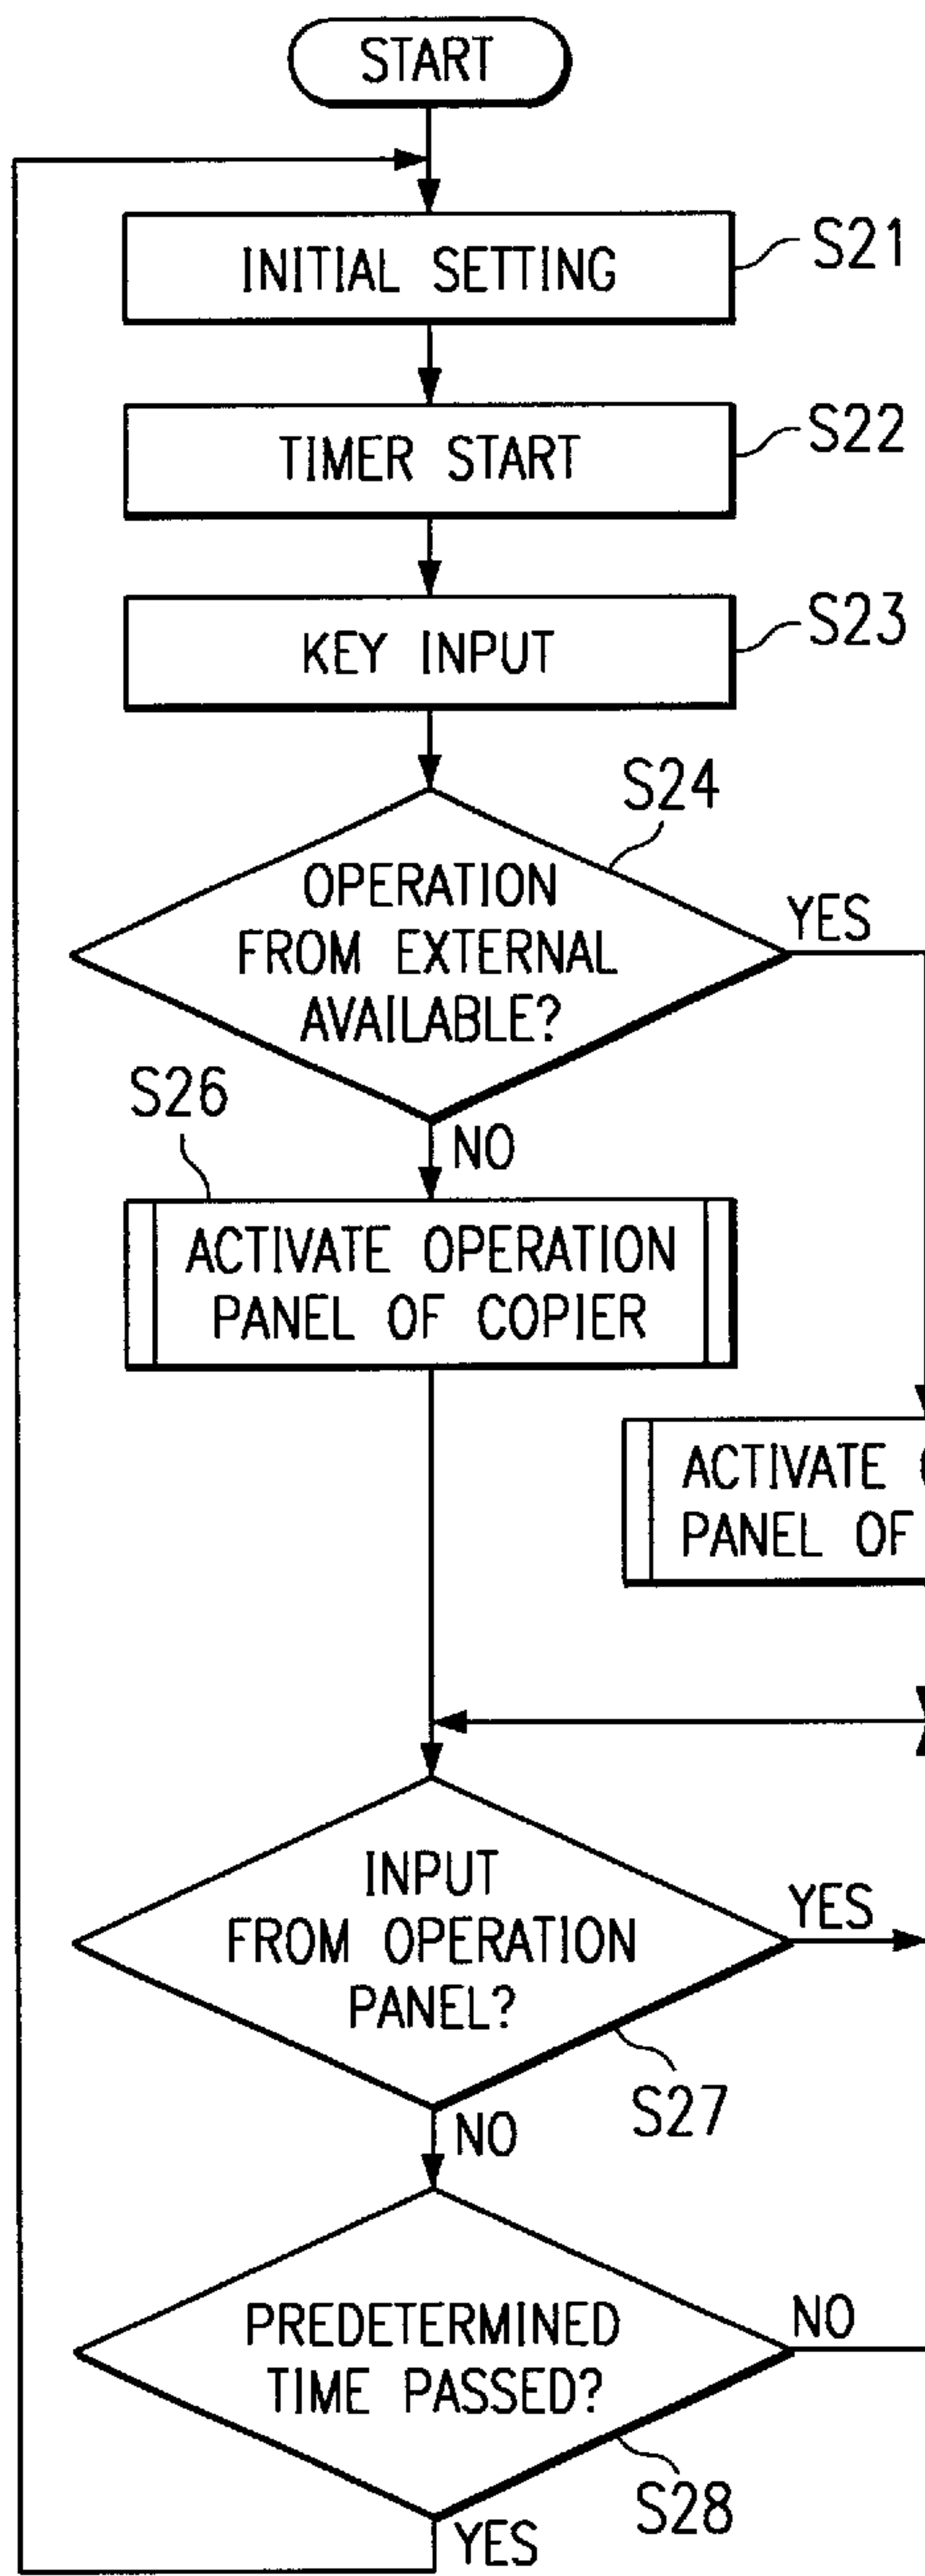 START
INITIAL SETTING
S21
TIMER START
S22
KEY INPUT
S23
S24
OPERATION
FROM EXTERNAL
AVAILABLE?
YES
S26
NO
ACTIVATE OPERATION
PANEL OF COPIER
ACTIVATE
PANEL OF
INPUT
FROM OPERATION
PANEL?
YES
S27
NO
PREDETERMINED
TIME PASSED?
NO
S28
YES